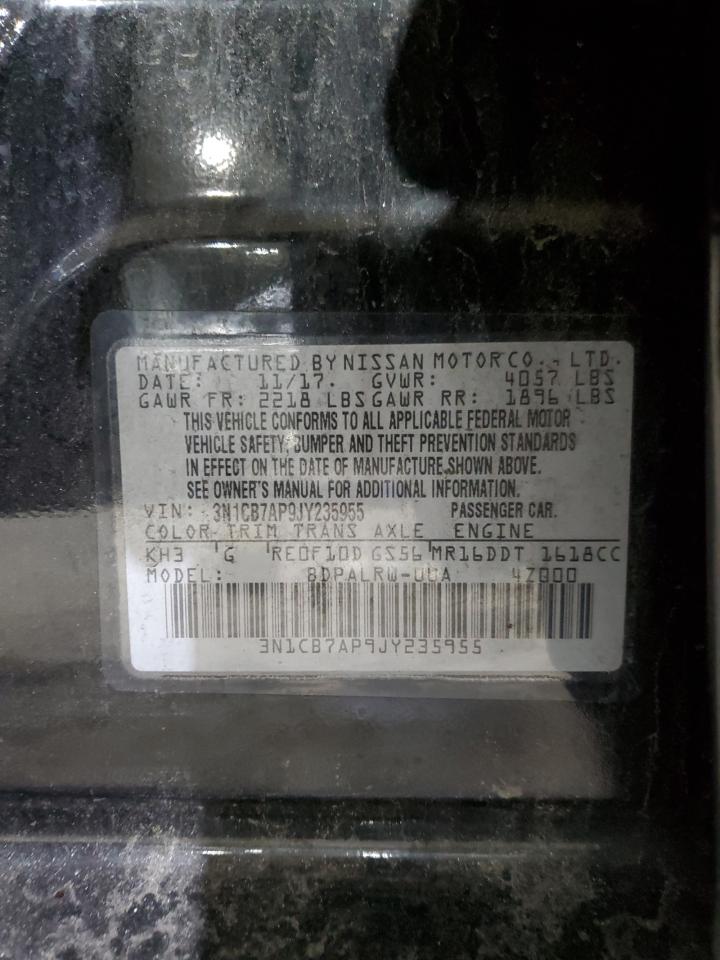 MANUFACTURED BY NISSAN MOTOR CO., LTD.
DATE: 11/17. GVWR: 4057 LBS
GAWR FR: 2218 LBS GAWR RR: 1896 LBS
THIS VEHICLE CONFORMS TO ALL APPLICABLE FEDERAL MOTOR
VEHICLE SAFETY, BUMPER AND THEFT PREVENTION STANDARDS
IN EFFECT ON THE DATE OF MANUFACTURE SHOWN ABOVE.
SEE OWNER'S MANUAL FOR ADDITIONAL INFORMATION.
VIN: 3N1CB7AP9JY235955 PASSENGER CAR.
COLOR TRIM TRANS AXLE ENGINE
KH3 G RE0F10D GS56 MR16DDT 1618CC
MODEL: BDPALRW-UUA 4Z000
3N1CB7AP9JY235955